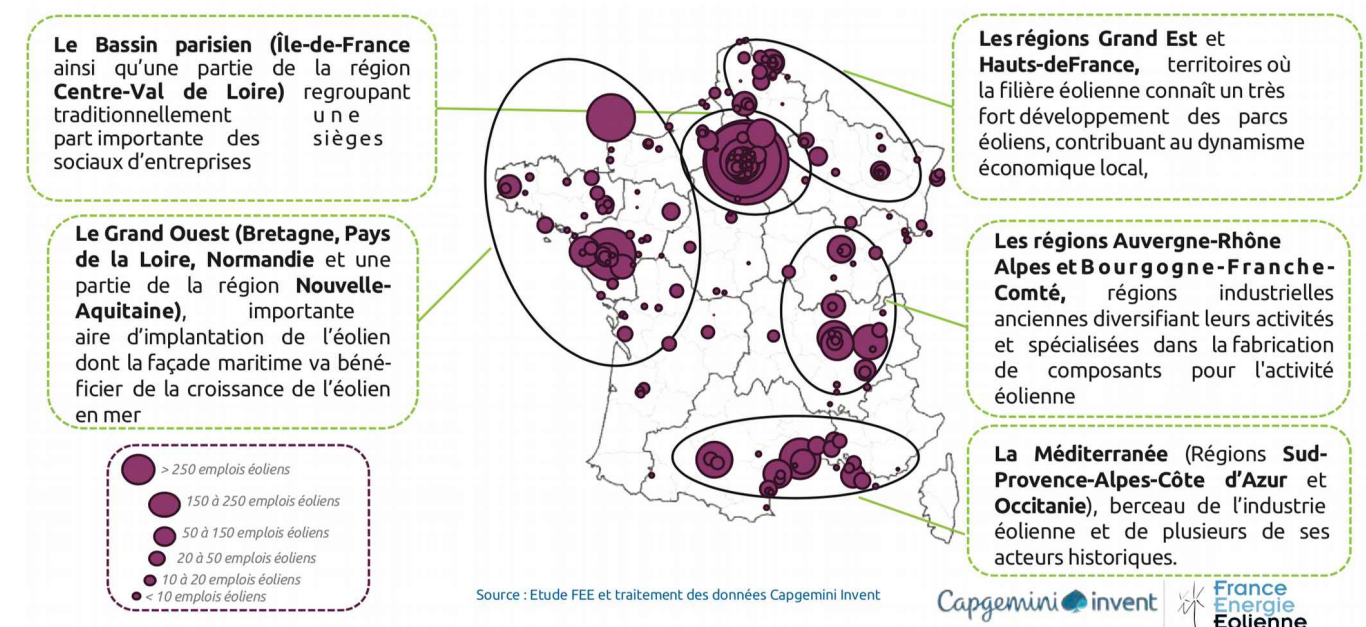 Le Bassin parisien (Île-de-France
ainsi qu'une partie de la région
Centre-Val de Loire) regroupant
traditionnellement une
part importante des sièges
sociaux d'entreprises
Le Grand Ouest (Bretagne, Pays
de la Loire, Normandie et une
partie de la région Nouvelle-
Aquitaine), importante
aire d'implantation de l'éolien
dont la façade maritime va béné-
ficier de la croissance de l'éolien
en mer
> 250 emplois éoliens
150 à 250 emplois éoliens
50 à 150 emplois éoliens
20 à 50 emplois éoliens
10 à 20 emplois éoliens
< 10 emplois éoliens
Les régions Grand Est et
Hauts-deFrance, territoires où
la filière éolienne connaît un très
fort développement des parcs
éoliens, contribuant au dynamisme
économique local,
Les régions Auvergne-Rhône
Alpes et Bourgogne-Franche-
Comté, régions industrielles
anciennes diversifiant leurs activités
et spécialisées dans la fabrication
de composants pour l'activité
éolienne
La Méditerranée (Régions Sud-
Provence-Alpes-Côte d'Azur et
Occitanie), berceau de l'industrie
éolienne et de plusieurs de ses
acteurs historiques.
Source : Etude FEE et traitement des données Capgemini Invent
Capgemini invent
France
Energie
Eolienne